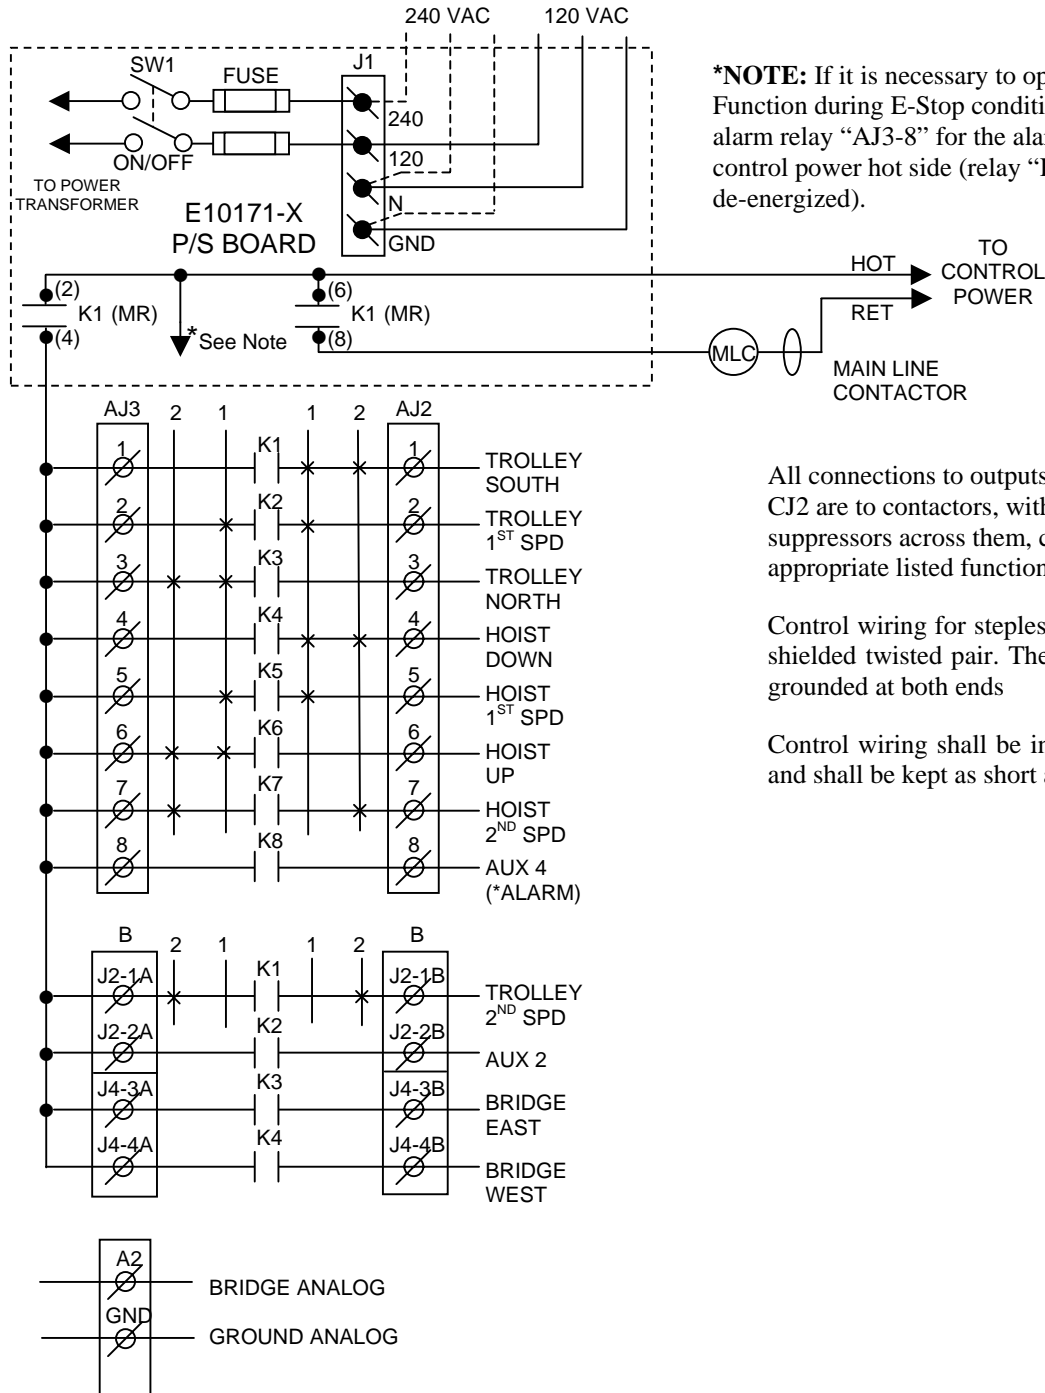 240 VAC
120 VAC
SW1
FUSE
J1
240
120
N
GND
ON/OFF
TO POWER
TRANSFORMER
E10171-X
P/S BOARD
*NOTE: If it is necessary to op
Function during E-Stop conditi
alarm relay “AJ3-8” for the alar
control power hot side (relay “
de-energized).
(2)
K1 (MR)
(4)
*See Note
(6)
K1 (MR)
(8)
HOT
RET
TO
CONTROL
POWER
MLC
MAIN LINE
CONTACTOR
AJ3 2 1 1 2 AJ2
1 K1 1 TROLLEY
SOUTH
2 K2 2 TROLLEY
1ST SPD
3 K3 3 TROLLEY
NORTH
4 K4 4 HOIST
DOWN
5 K5 5 HOIST
1ST SPD
6 K6 6 HOIST
UP
7 K7 7 HOIST
2ND SPD
8 K8 8 AUX 4
(*ALARM)
All connections to outputs
CJ2 are to contactors, with
suppressors across them, c
appropriate listed function
Control wiring for steples
shielded twisted pair. The
grounded at both ends
Control wiring shall be in
and shall be kept as short a
B 2 1 1 2 B
J2-1A K1 J2-1B TROLLEY
2ND SPD
J2-2A K2 J2-2B AUX 2
J4-3A K3 J4-3B BRIDGE
EAST
J4-4A K4 J4-4B BRIDGE
WEST
A2 BRIDGE ANALOG
GND GROUND ANALOG